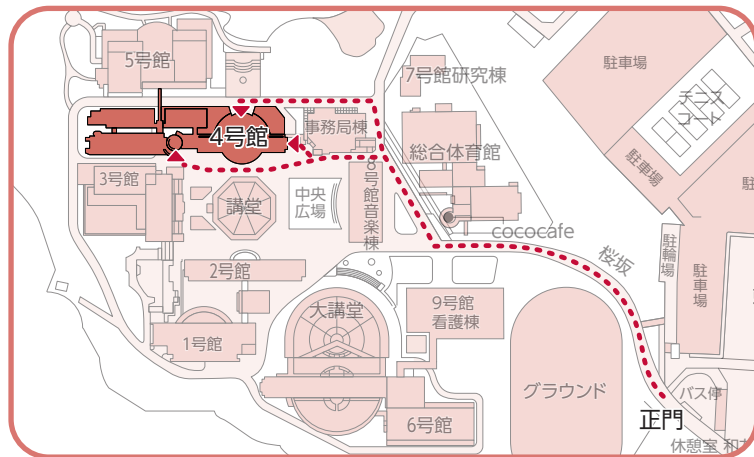 5号館
7号館研究棟
駐車場
テニス
コート
4号館
事務局棟
総合体育館
駐車場
3号館
8号館音楽棟
講堂
中央
広場
cococafe
桜坂
駐輪場
駐車場
2号館
大講堂
9号館
看護棟
1号館
グラウンド
バス停
正門
6号館
休憩室